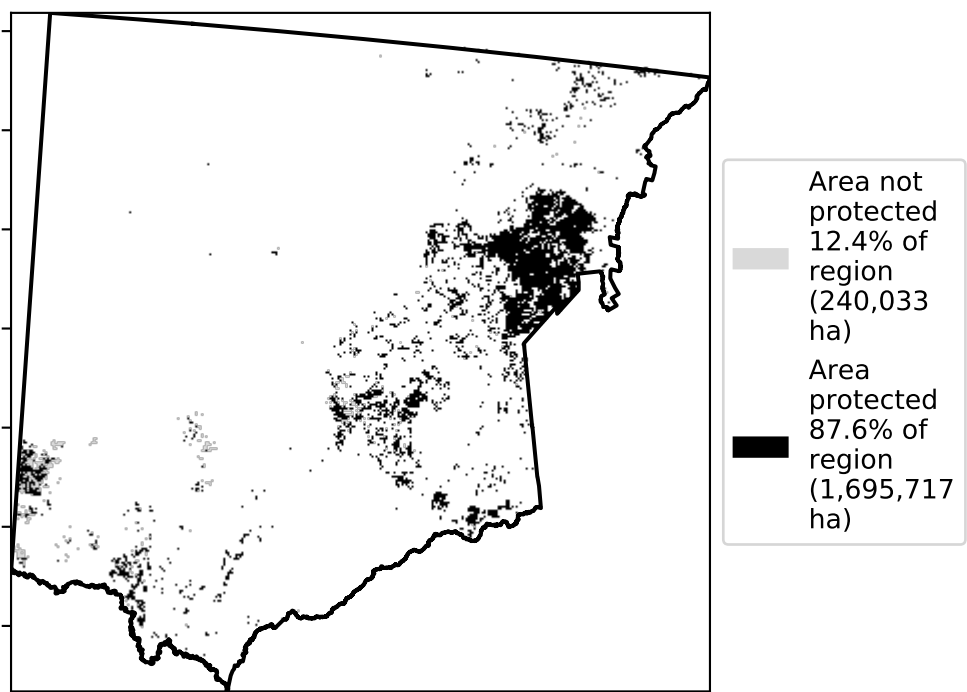 Area not
protected
12.4% of
region
(240,033
ha)
Area
protected
87.6% of
region
(1,695,717
ha)